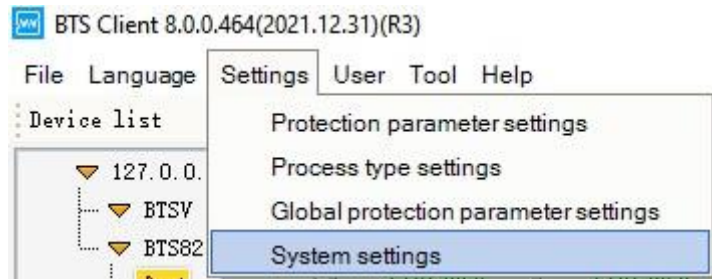 BTS Client 8.0.0.464(2021.12.31)(R3)
File Language Settings User Tool Help
Device list
Protection parameter settings
127.0.0.
Process type settings
BTSV
Global protection parameter settings
BTS82
System settings